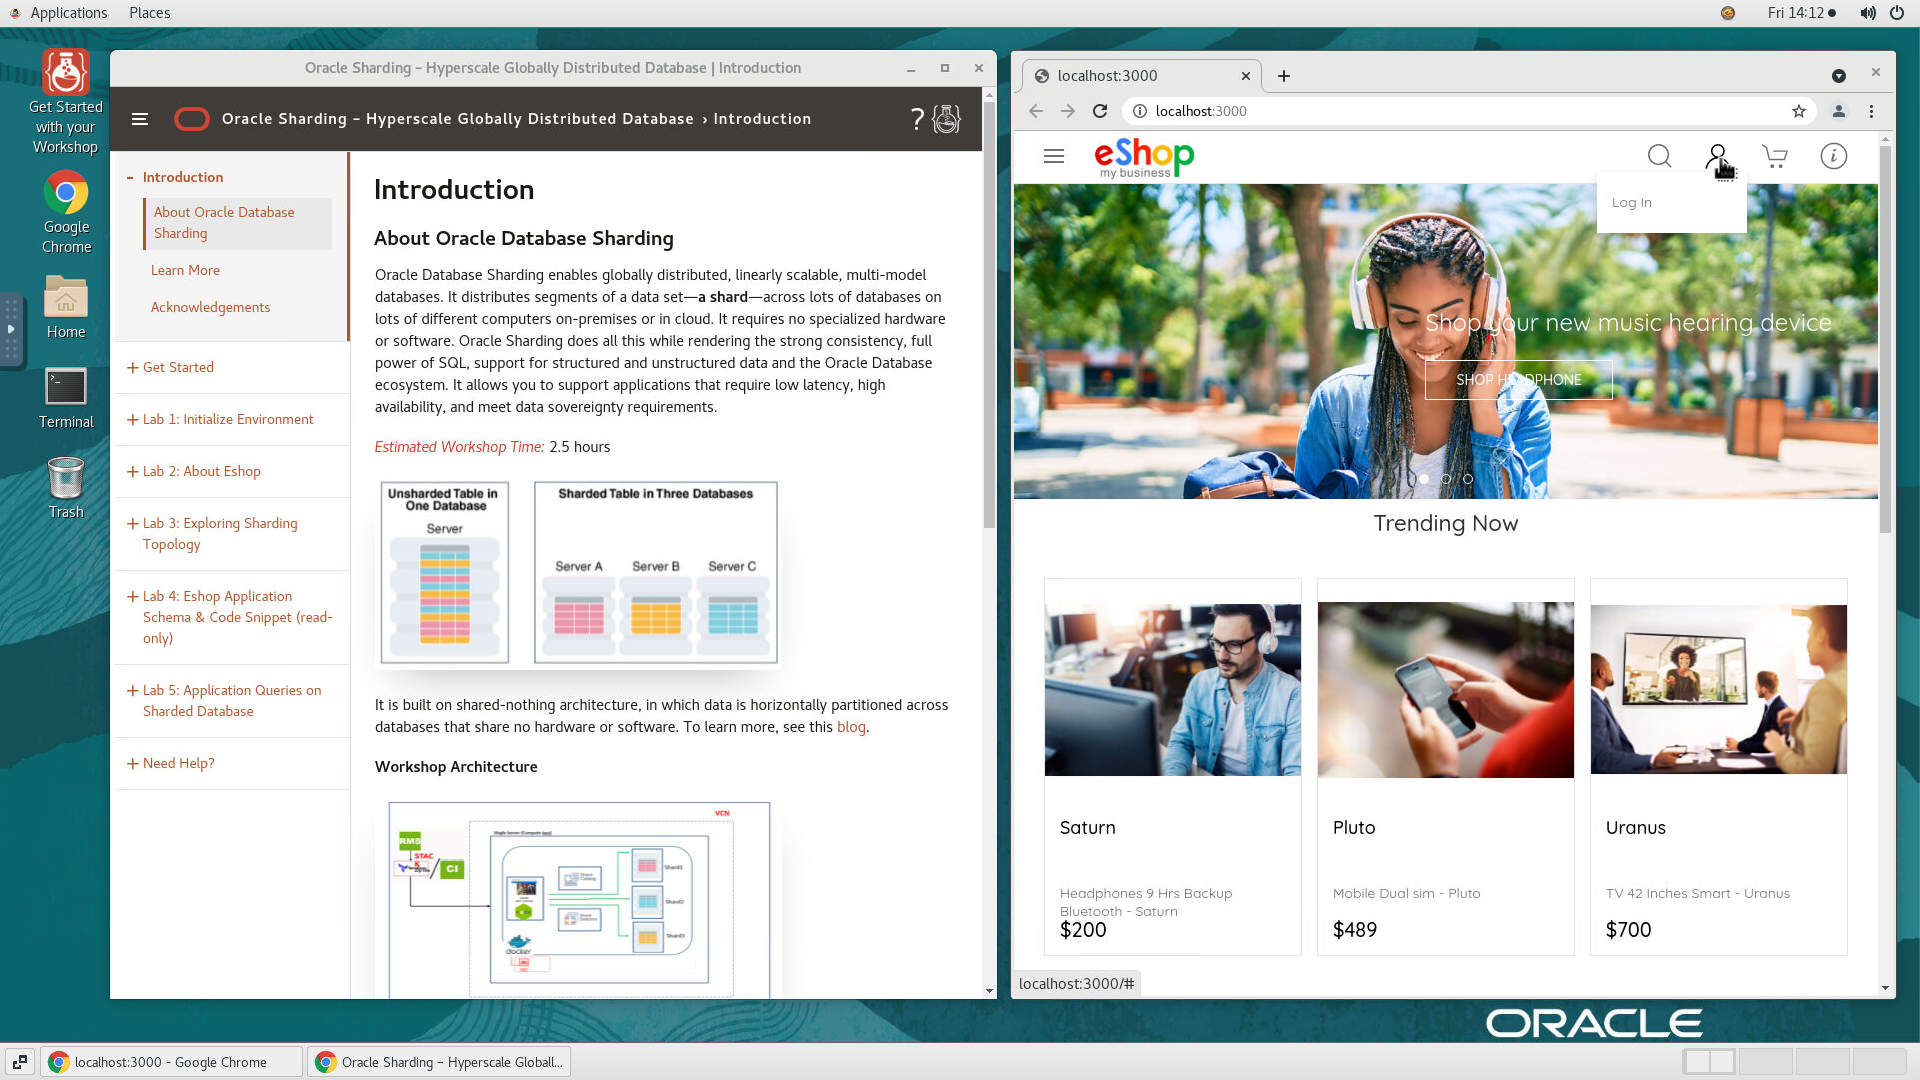 Applications Places
Fri 14:12
Get Started
with your
Workshop
Google
Chrome
Home
Terminal
Trash
Oracle Sharding – Hyperscale Globally Distributed Database | Introduction
Oracle Sharding – Hyperscale Globally Distributed Database › Introduction
?
- Introduction
About Oracle Database
Sharding
Learn More
Acknowledgements
+ Get Started
+ Lab 1: Initialize Environment
+ Lab 2: About Eshop
+ Lab 3: Exploring Sharding
Topology
+ Lab 4: Eshop Application
Schema & Code Snippet (read-
only)
+ Lab 5: Application Queries on
Sharded Database
+ Need Help?
Introduction
About Oracle Database Sharding
Oracle Database Sharding enables globally distributed, linearly scalable, multi-model
databases. It distributes segments of a data set—a shard—across lots of databases on
lots of different computers on-premises or in cloud. It requires no specialized hardware
or software. Oracle Sharding does all this while rendering the strong consistency, full
power of SQL, support for structured and unstructured data and the Oracle Database
ecosystem. It allows you to support applications that require low latency, high
availability, and meet data sovereignty requirements.
Estimated Workshop Time: 2.5 hours
Unsharded Table in
One Database
Server
Sharded Table in Three Databases
Server A Server B Server C
It is built on shared-nothing architecture, in which data is horizontally partitioned across
databases that share no hardware or software. To learn more, see this blog.
Workshop Architecture
VCN
RMS
STAC
K
CI
Shard01
Shard02
Shard03
docker
localhost:3000
localhost:3000
eShop
my business
Log In
Shop your new music hearing device
SHOP HEADPHONE
Trending Now
Saturn
Headphones 9 Hrs Backup
Bluetooth - Saturn
$200
Pluto
Mobile Dual sim - Pluto
$489
Uranus
TV 42 Inches Smart - Uranus
$700
localhost:3000/#
ORACLE
localhost:3000 - Google Chrome
Oracle Sharding – Hyperscale Globall...